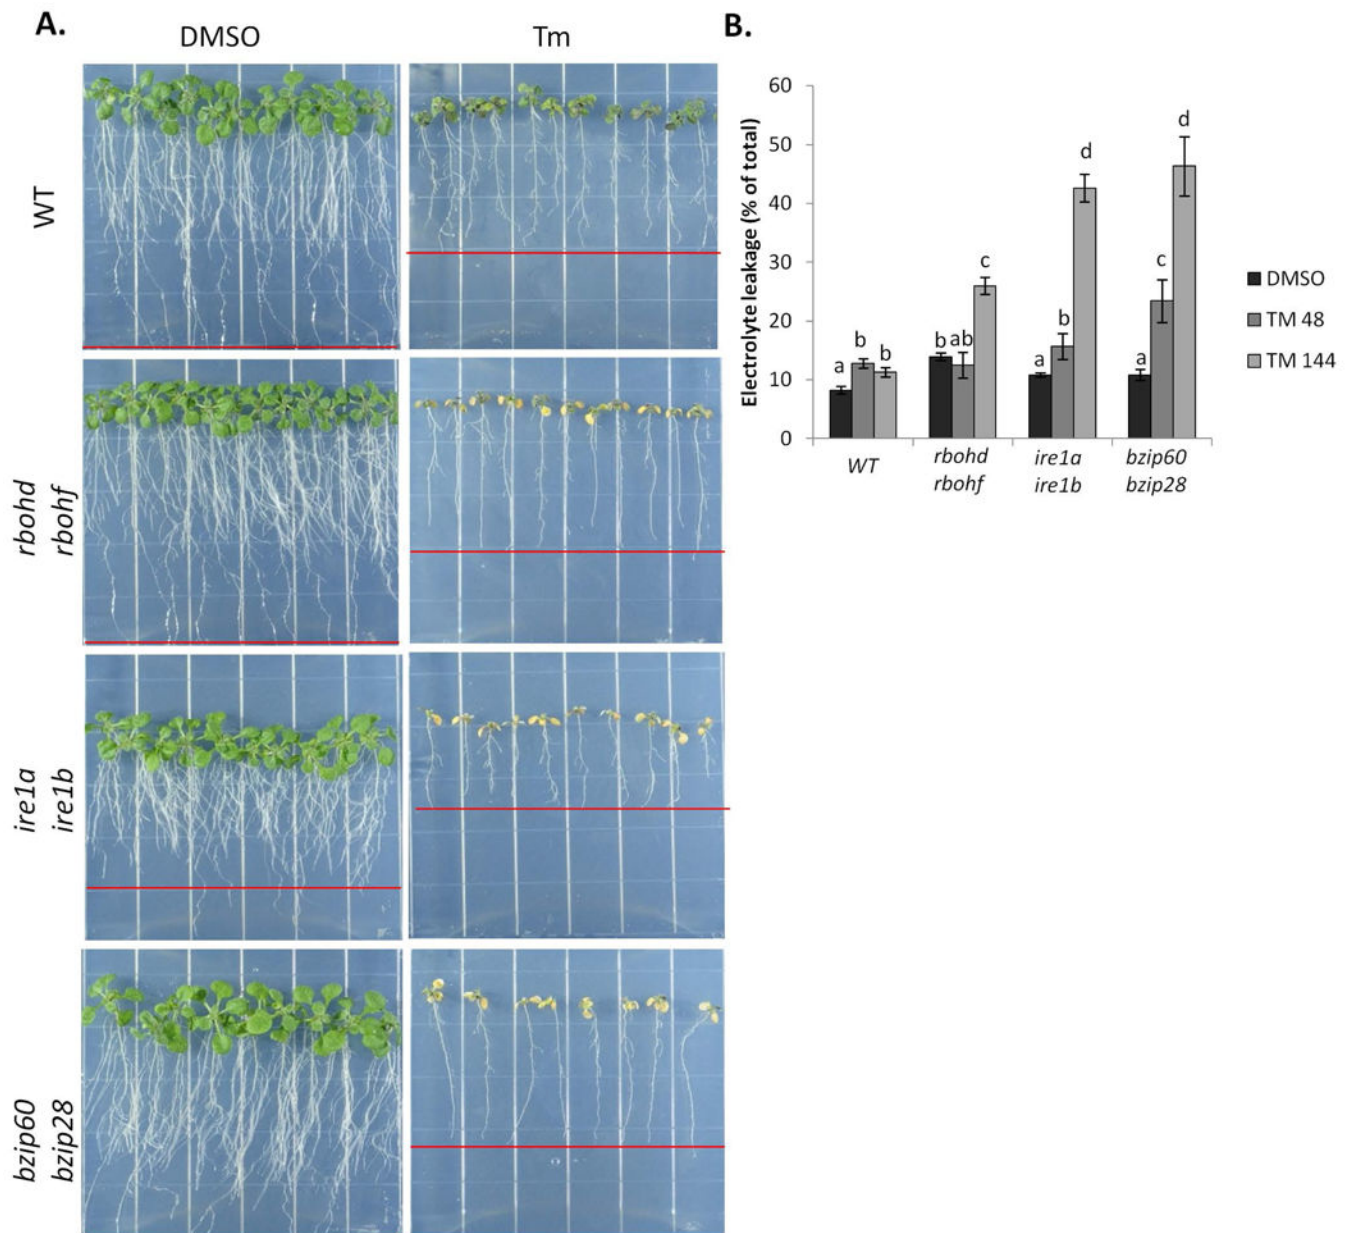 A.
DMSO
Tm
WT
rbohd
rbohf
ire1a
ire1b
bzip60
bzip28
B.
Electrolyte leakage (% of total)
60
50
40
30
20
10
0
a
b
b
b
ab
c
a
b
d
a
c
d
WT
rbohd
rbohf
ire1a
ire1b
bzip60
bzip28
DMSO
TM 48
TM 144